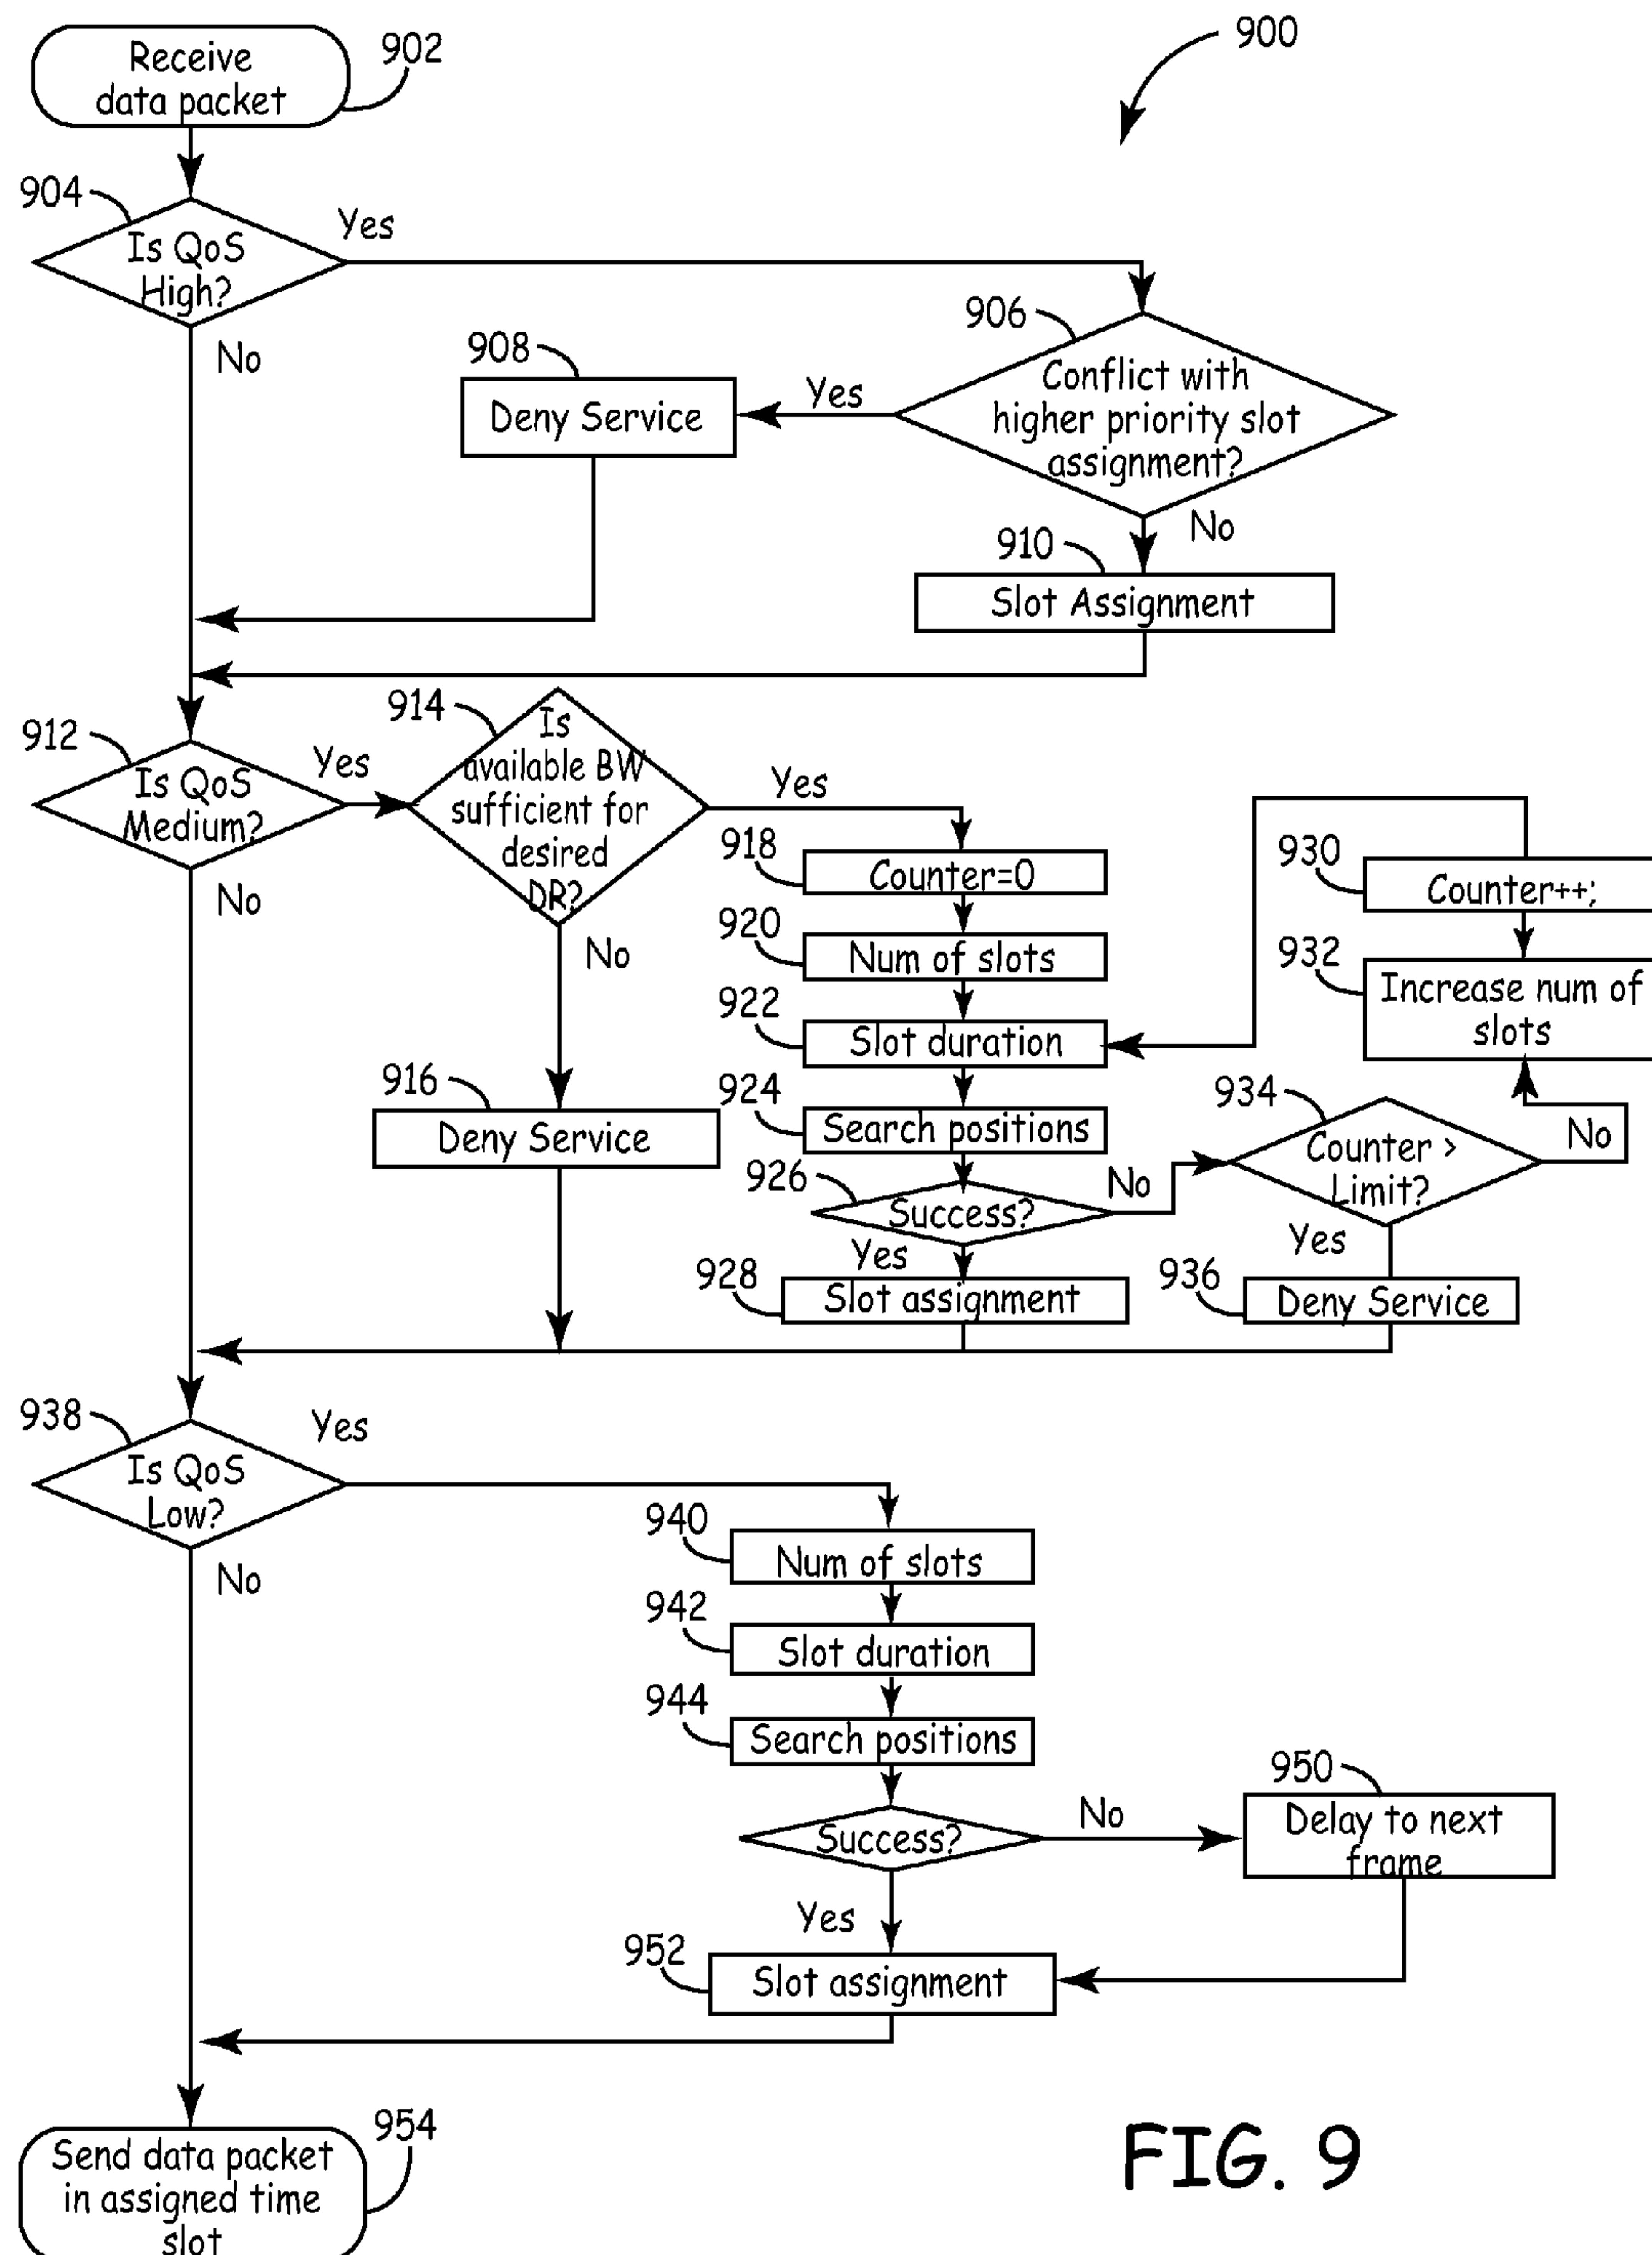 900
Receive
data packet
902
904
Is QoS
High?
Yes
No
906
Conflict with
higher priority slot
assignment?
Yes
No
908
Deny Service
910
Slot Assignment
912
Is QoS
Medium?
Yes
No
914
Is
available BW
sufficient for
desired
DR?
Yes
No
916
Deny Service
918
Counter=0
920
Num of slots
922
Slot duration
924
Search positions
926
Success?
No
Yes
928
Slot assignment
930
Counter++;
932
Increase num of
slots
934
Counter >
Limit?
No
Yes
936
Deny Service
938
Is QoS
Low?
Yes
No
940
Num of slots
942
Slot duration
944
Search positions
Success?
No
Yes
950
Delay to next
frame
952
Slot assignment
954
Send data packet
in assigned time
slot
FIG. 9